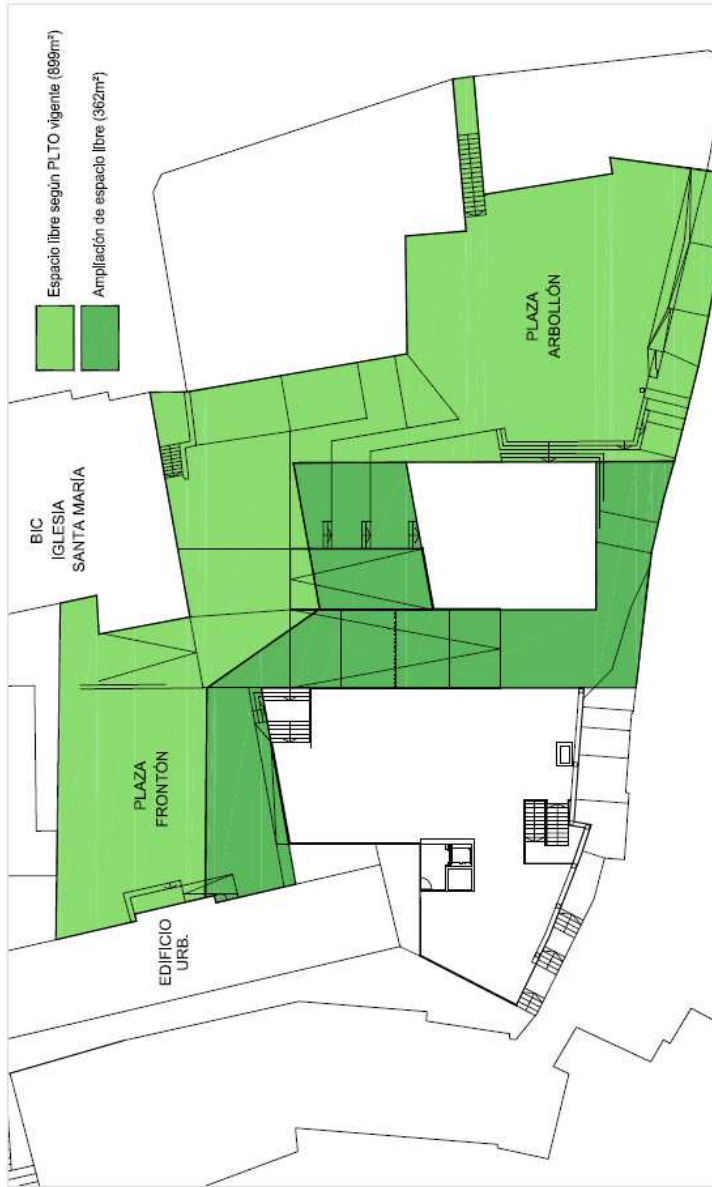 Espacio libre según PLTO vigente (899m²)
Ampliación de espacio libre (362m²)
BIC
IGLESIA
SANTA MARÍA
PLAZA
ARBOLLÓN
PLAZA
FRONTÓN
EDIFICIO
URB.